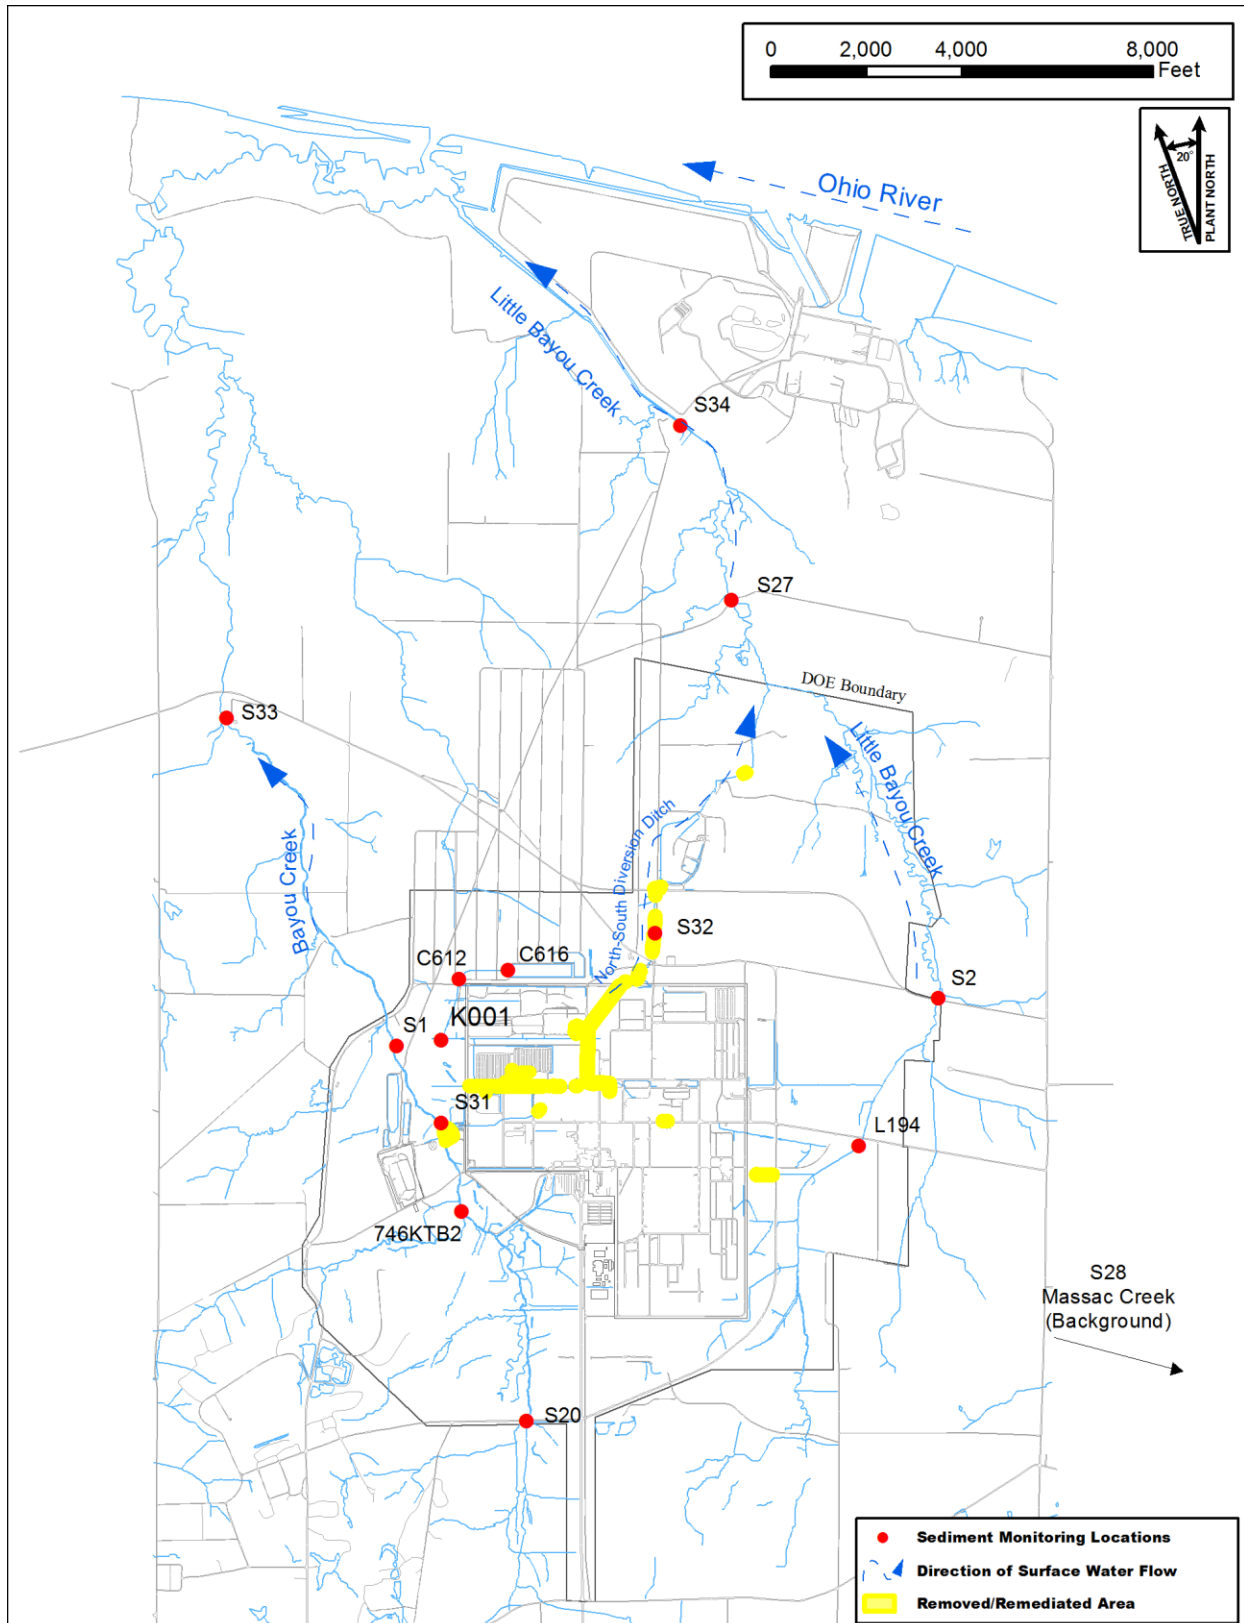 0 2,000 4,000 8,000
Feet
20°
TRUE NORTH
PLANT NORTH
Ohio River
Little Bayou Creek
S34
S27
DOE Boundary
S33
Little Bayou Creek
North-South Diversion Ditch
Bayou Creek
S32
C616
C612
S2
K001
S1
S31
L194
746KTB2
S28
Massac Creek
(Background)
S20
Sediment Monitoring Locations
Direction of Surface Water Flow
Removed/Remediated Area